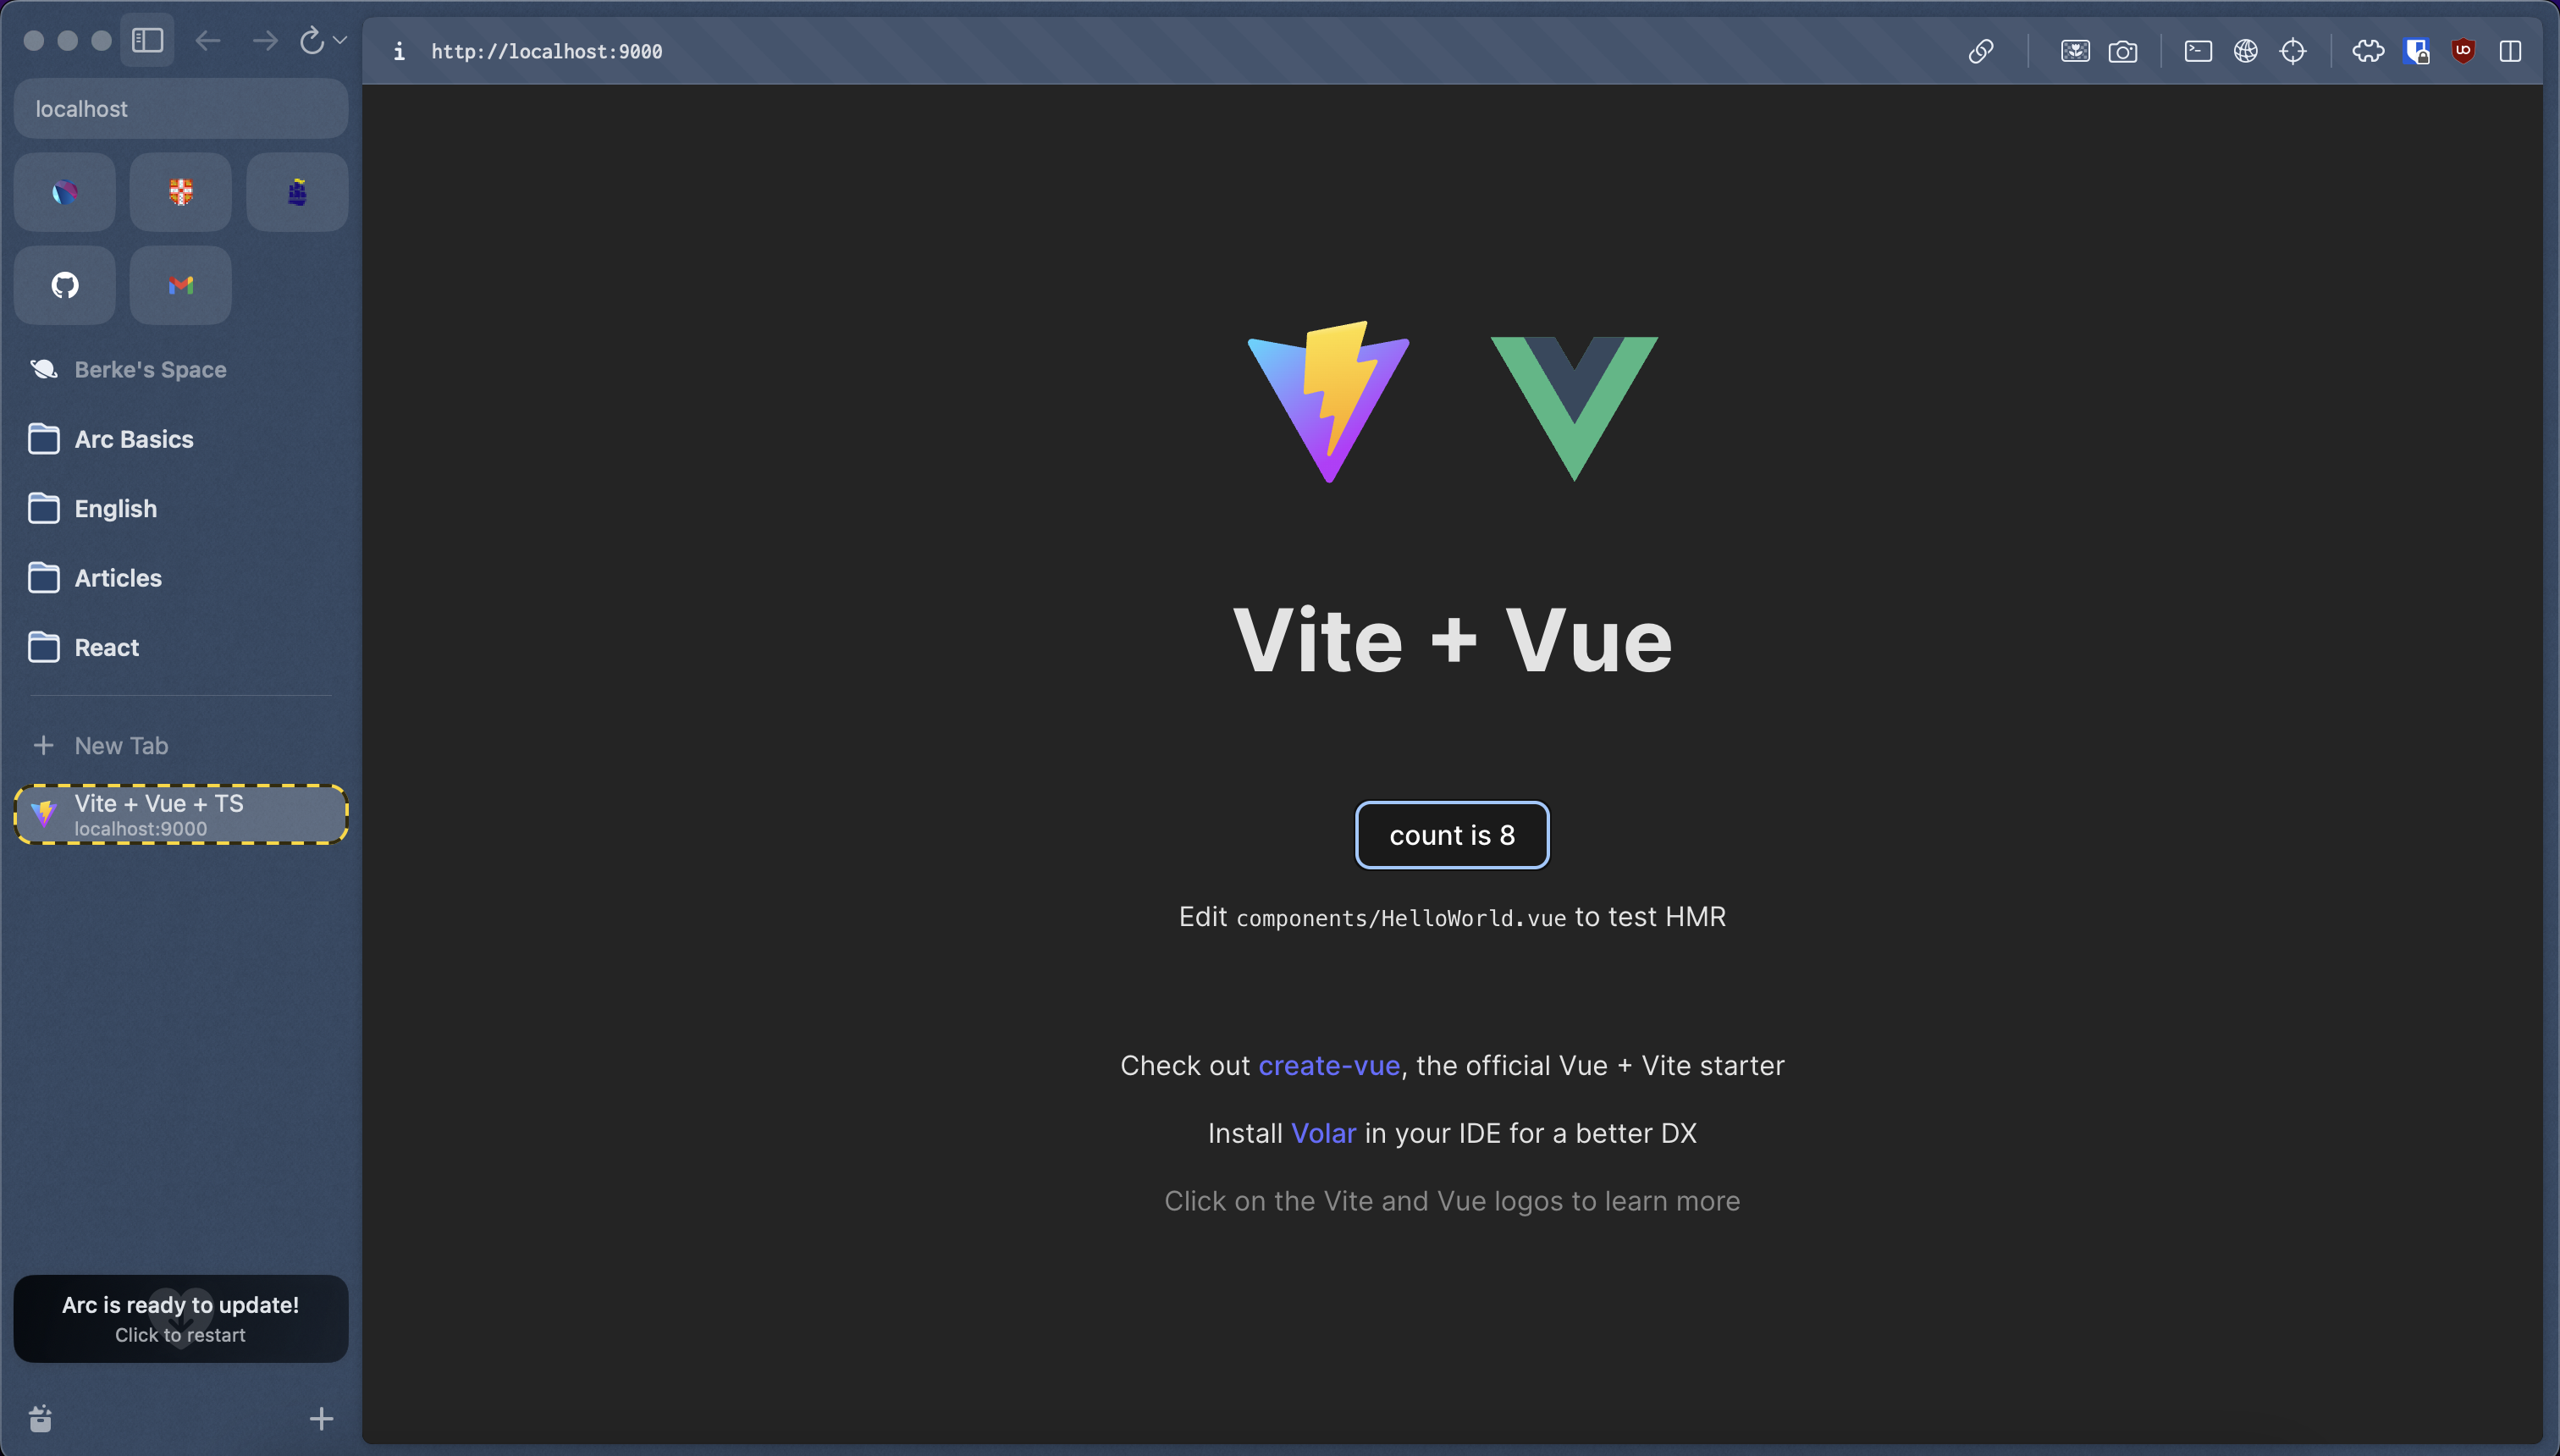 http://localhost:9000
localhost
Berke's Space
Arc Basics
English
Articles
React
New Tab
Vite + Vue + TS
localhost:9000
Arc is ready to update!
Click to restart
Vite + Vue
count is 8
Edit components/HelloWorld.vue to test HMR
Check out create-vue, the official Vue + Vite starter
Install Volar in your IDE for a better DX
Click on the Vite and Vue logos to learn more